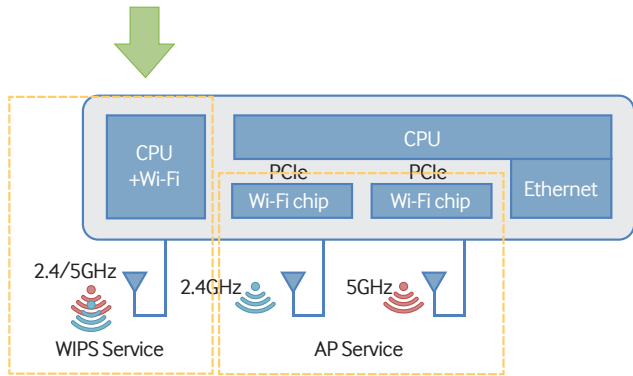 CPU
+Wi-Fi
CPU
PCIe
PCIe
Wi-Fi chip
Wi-Fi chip
Ethernet
2.4/5GHz
2.4GHz
5GHz
WIPS Service
AP Service